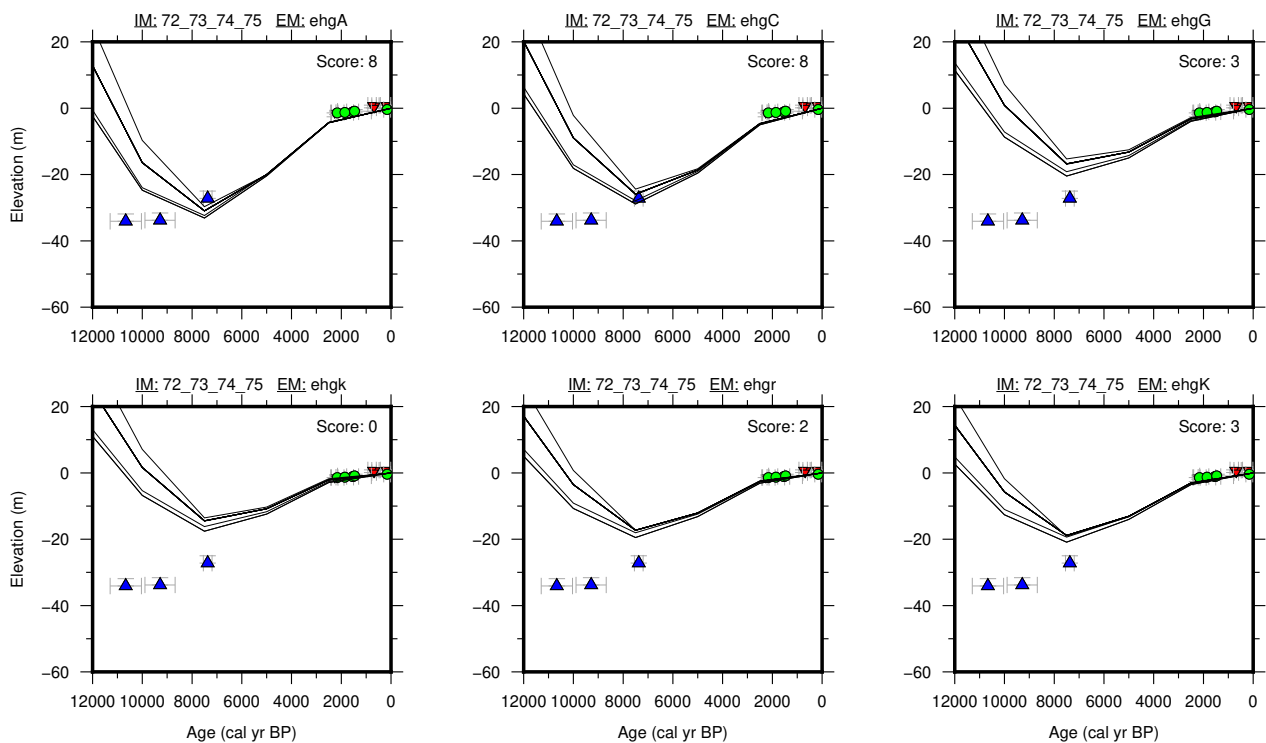 IM: 72_73_74_75 EM: ehgA
IM: 72_73_74_75 EM: ehgC
IM: 72_73_74_75 EM: ehgG
20
0
−20
−40
−60
Elevation (m)
Score: 8
12000 10000 8000 6000 4000 2000 0
20
0
−20
−40
−60
Score: 8
12000 10000 8000 6000 4000 2000 0
20
0
−20
−40
−60
Score: 3
12000 10000 8000 6000 4000 2000 0
IM: 72_73_74_75 EM: ehgk
IM: 72_73_74_75 EM: ehgr
IM: 72_73_74_75 EM: ehgK
20
0
−20
−40
−60
Elevation (m)
Score: 0
12000 10000 8000 6000 4000 2000 0
Age (cal yr BP)
20
0
−20
−40
−60
Score: 2
12000 10000 8000 6000 4000 2000 0
Age (cal yr BP)
20
0
−20
−40
−60
Score: 3
12000 10000 8000 6000 4000 2000 0
Age (cal yr BP)